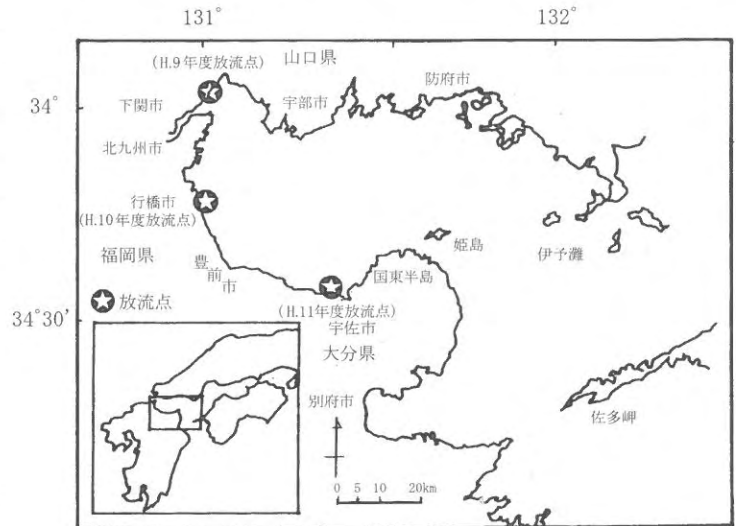 131°
132°
(H.9年度放流点)
山口県
防府市
34°
下関市
宇部市
北九州市
行橋市
(H.10年度放流点)
姫島
伊予灘
福岡県
豊前市
国東半島
放流点
(H.11年度放流点)
34°30'
宇佐市
大分県
別府市
佐多岬
0 5 10 20km